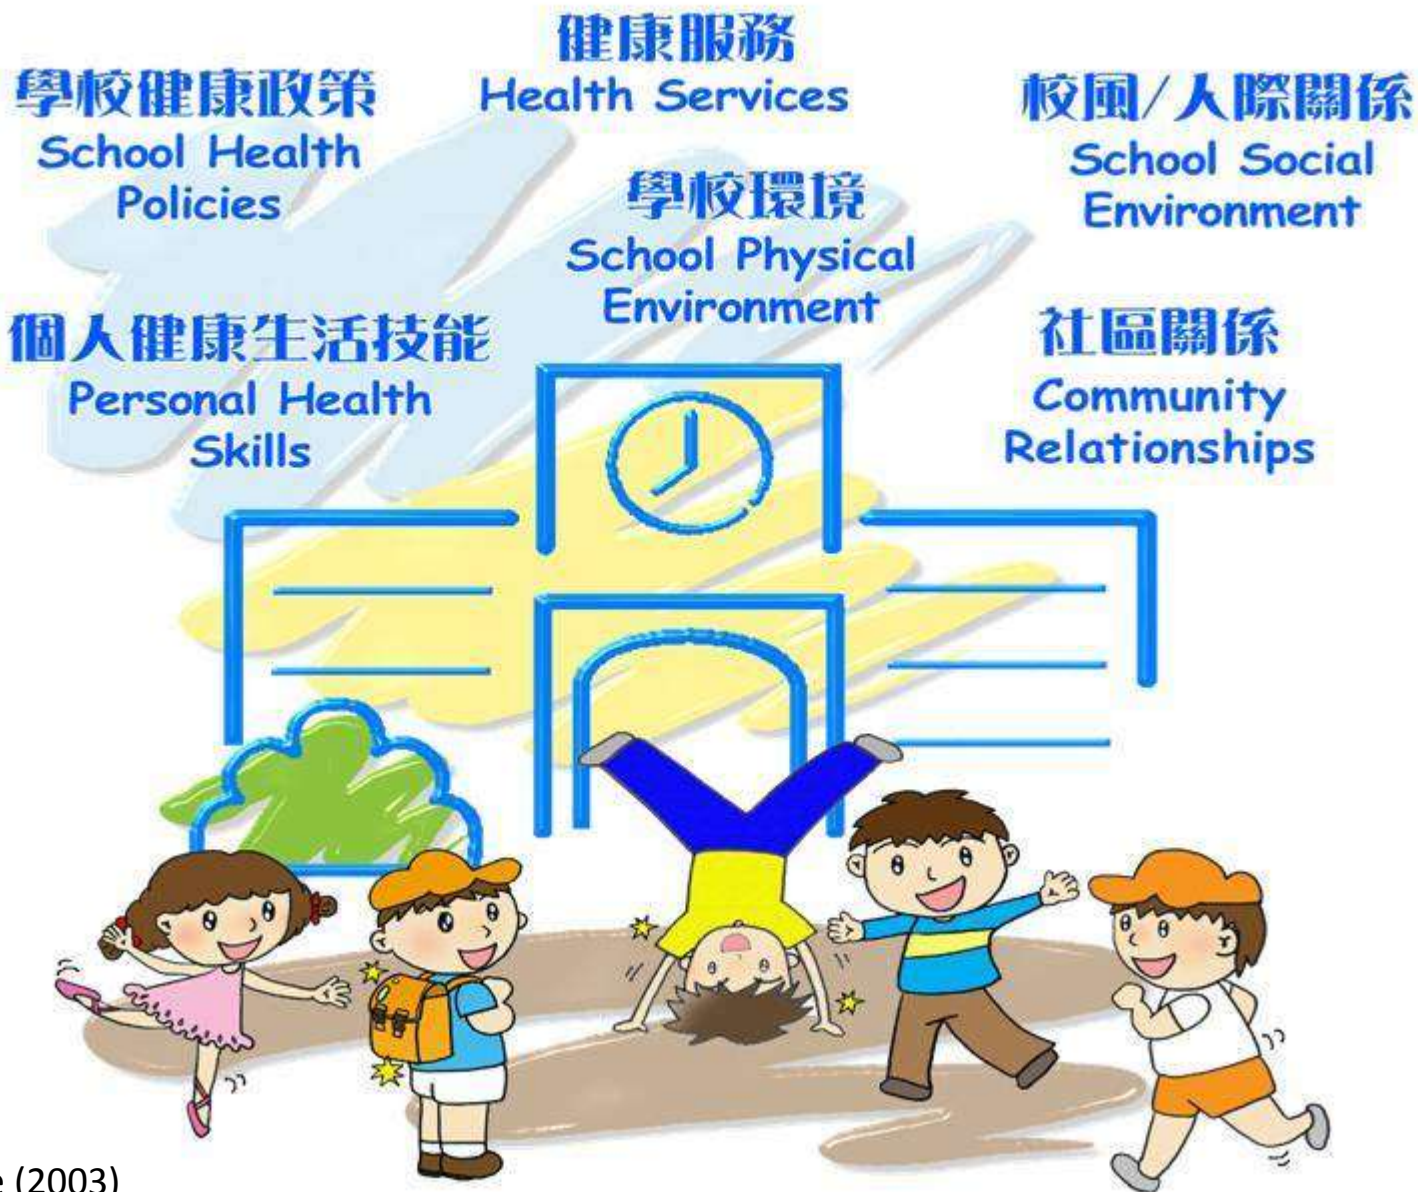 健康服務
Health Services
學校健康政策
School Health
Policies
校風/人際關係
School Social
Environment
學校環境
School Physical
Environment
個人健康生活技能
Personal Health
Skills
社區關係
Community
Relationships
(2003)